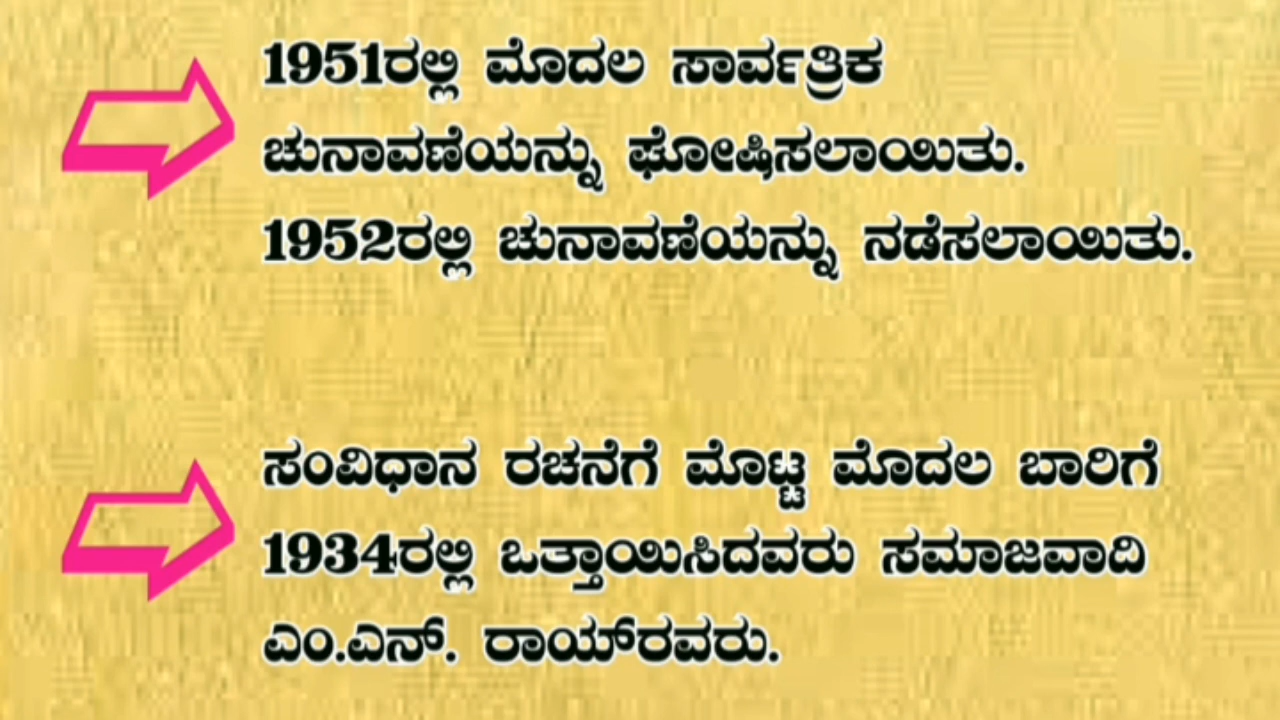 1951ರಲ್ಲಿ ಮೊದಲ ಸಾರ್ವತ್ರಿಕ
ಚುನಾವಣೆಯನ್ನು ಘೋಷಿಸಲಾಯಿತು.
1952ರಲ್ಲಿ ಚುನಾವಣೆಯನ್ನು ನಡೆಸಲಾಯಿತು.
ಸಂವಿಧಾನ ರಚನೆಗೆ ಮೊಟ್ಟ ಮೊದಲ ಬಾರಿಗೆ
1934ರಲ್ಲಿ ಒತ್ತಾಯಿಸಿದವರು ಸಮಾಜವಾದಿ
ಎಂ.ಎನ್. ರಾಯ್‌ರವರು.